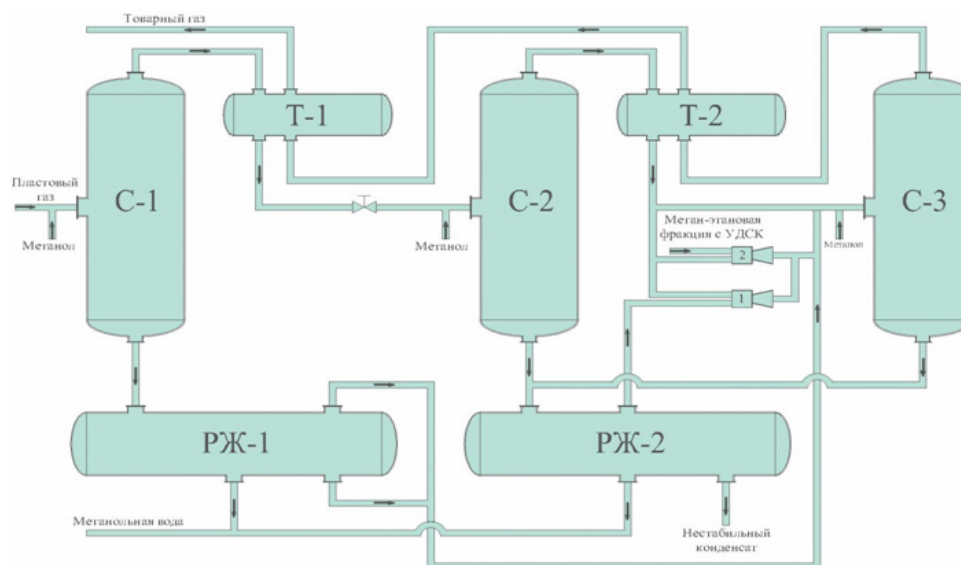 Товарный газ
Т-1
Т-2
Пластовый
газ
С-1
С-2
С-3
Метанол
Метанол
Метан-этановая
фракция с УДСК
Метанол
2
1
РЖ-1
РЖ-2
Метанольная вода
Нестабильный
конденсат